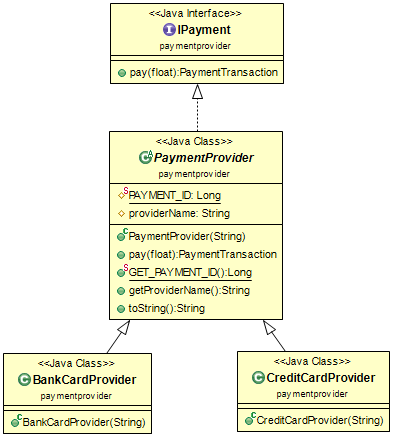 <<Java Interface>>
IPayment
paymentprovider
pay(float):PaymentTransaction
<<Java Class>>
PaymentProvider
paymentprovider
PAYMENT_ID: Long
providerName: String
PaymentProvider(String)
pay(float):PaymentTransaction
GET_PAYMENT_ID():Long
getProviderName():String
toString():String
<<Java Class>>
BankCardProvider
paymentprovider
BankCardProvider(String)
<<Java Class>>
CreditCardProvider
paymentprovider
CreditCardProvider(String)